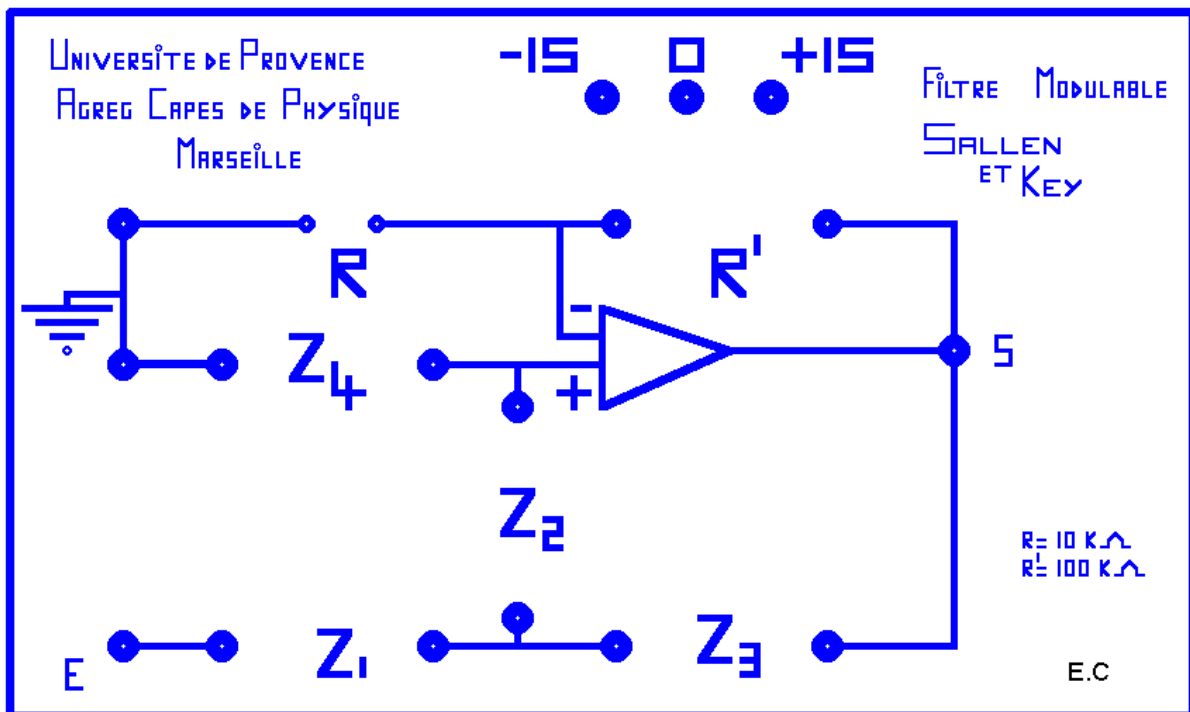 UNIVERSITE DE PROVENCE
AGREG CAPES DE PHYSIQUE
MARSEILLE
-15 0 +15
FILTRE MODULABLE
SALLEN
ET KEY
R
R'
-
Z4
+
S
Z2
R= 10 KΩ
R'= 100 KΩ
E
Z1
Z3
E.C